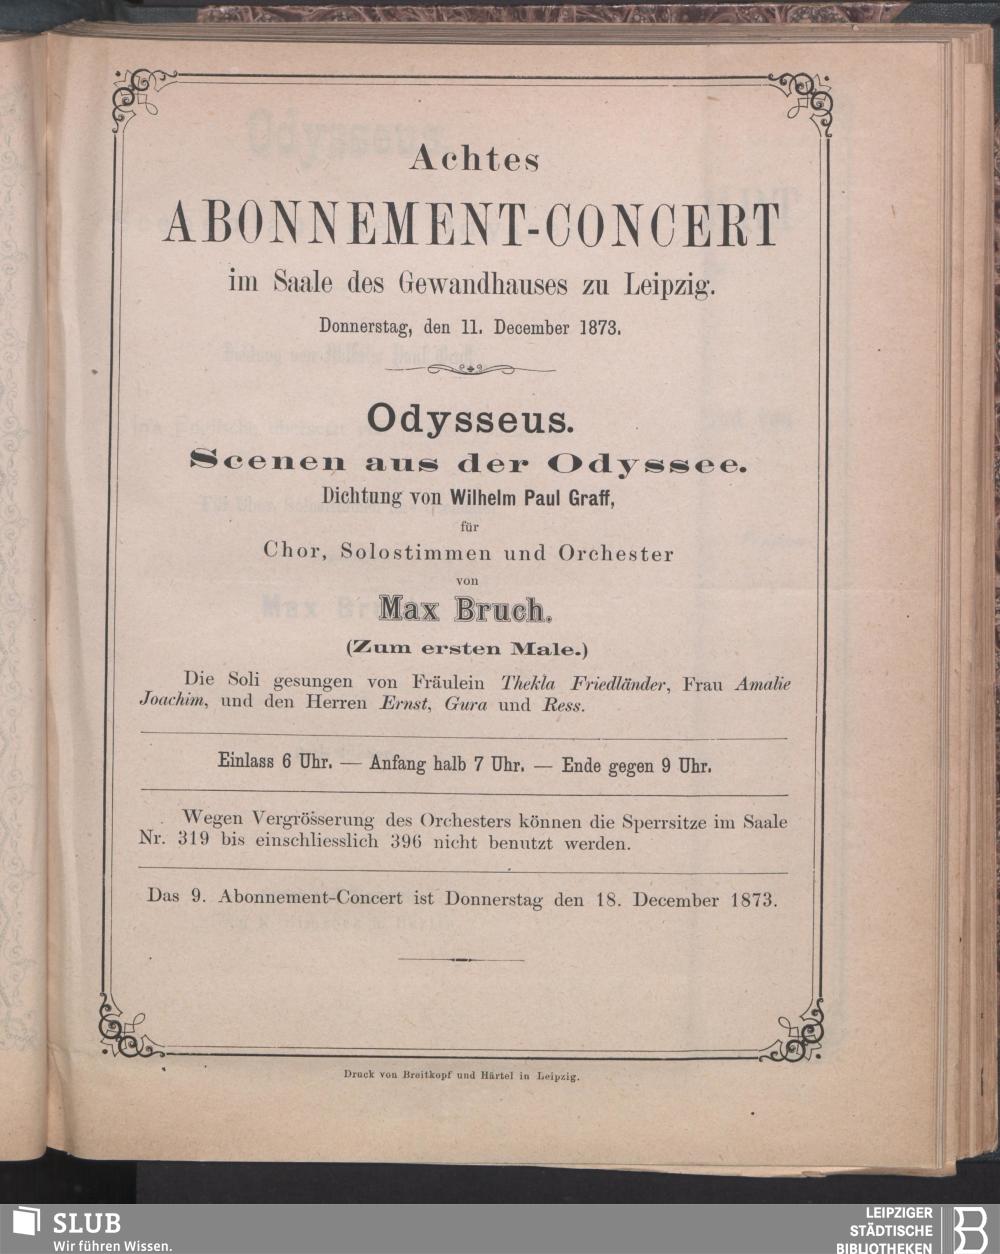 Achtes
ABONNEMENT-CONCERT
im Saale des Gewandhauses zu Leipzig.
Donnerstag, den 11. December 1873.
Odysseus.
Scenen aus der Odyssee.
Dichtung von Wilhelm Paul Graff,
für
Chor, Solostimmen und Orchester
von
Max Bruch.
(Zum ersten Male.)
Die Soli gesungen von Fräulein Thekla Friedländer, Frau Amalie
Joachim, und den Herren Ernst, Gura und Ress.
Einlass 6 Uhr. — Anfang halb 7 Uhr. — Ende gegen 9 Uhr.
Wegen Vergrösserung des Orchesters können die Sperrsitze im Saale
Nr. 319 bis einschliesslich 396 nicht benutzt werden.
Das 9. Abonnement-Concert ist Donnerstag den 18. December 1873.
Druck von Breitkopf und Härtel in Leipzig.
SLUB
Wir führen Wissen.
LEIPZIGER
STÄDTISCHE
BIBLIOTHEKEN